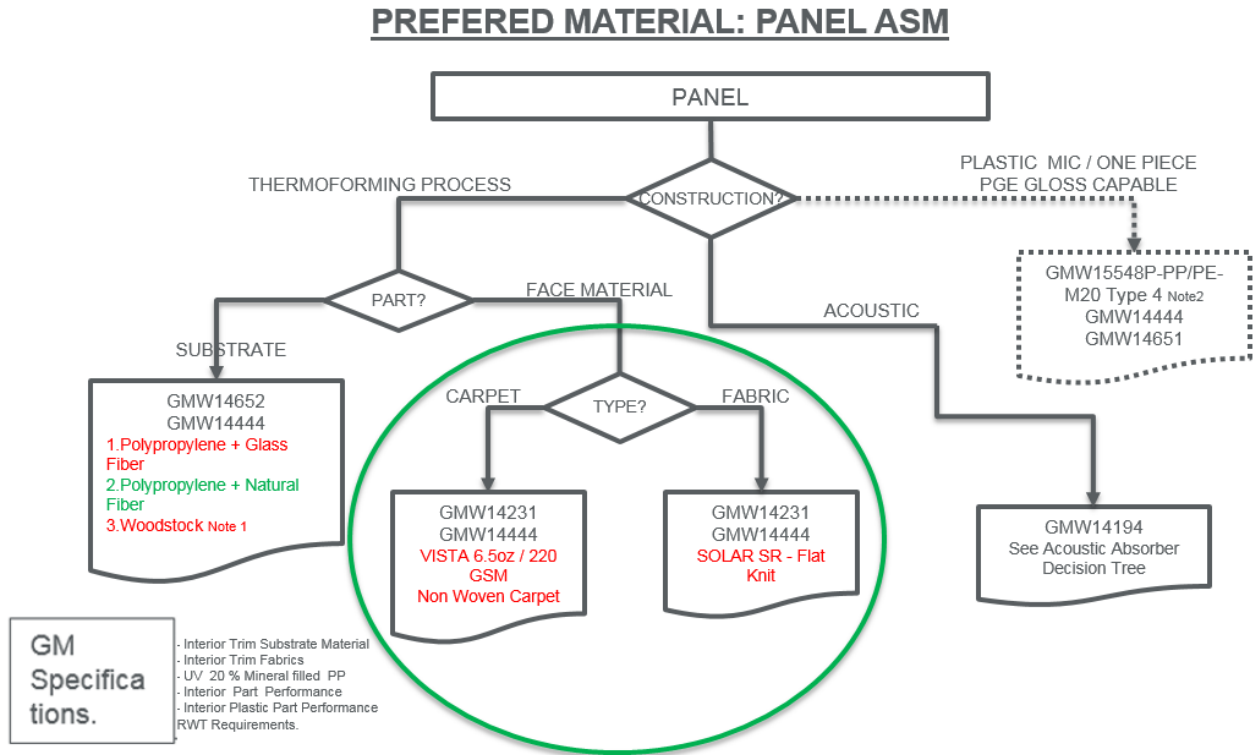 PREFERED MATERIAL: PANEL ASM
PANEL
THERMOFORMING PROCESS
CONSTRUCTION?
PLASTIC MIC / ONE PIECE
PGE GLOSS CAPABLE
PART?
FACE MATERIAL
ACOUSTIC
GMW15548P-PP/PE-
M20 Type 4 Note2
GMW14444
GMW14651
SUBSTRATE
GMW14652
GMW14444
1.Polypropylene + Glass
Fiber
2.Polypropylene + Natural
Fiber
3.Woodstock Note 1
CARPET
TYPE?
FABRIC
GMW14231
GMW14444
VISTA 6.5oz / 220
GSM
Non Woven Carpet
GMW14231
GMW14444
SOLAR SR - Flat
Knit
GMW14194
See Acoustic Absorber
Decision Tree
GM
Specifica
tions.
- Interior Trim Substrate Material
- Interior Trim Fabrics
- UV 20 % Mineral filled PP
- Interior Part Performance
- Interior Plastic Part Performance
RWT Requirements.
.